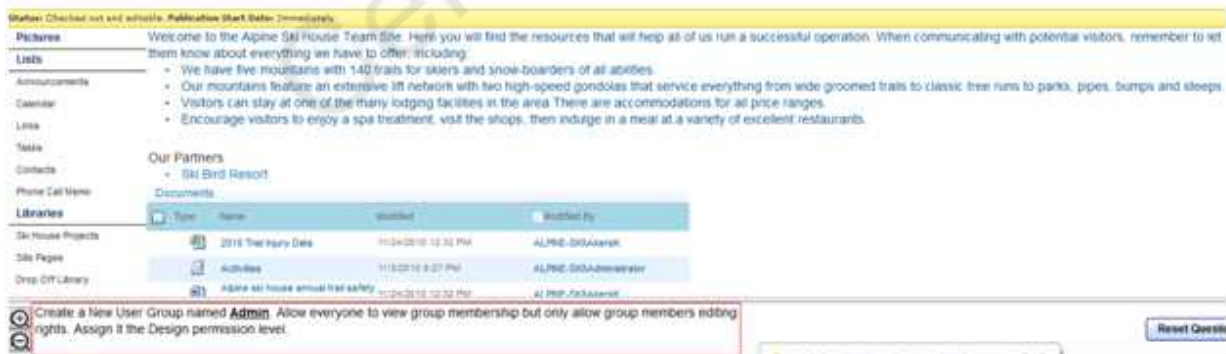 Status: Checked out and editable. Publication Start Date: Immediately
Pictures
Lists
Announcements
Calendar
Links
Tasks
Contacts
Phone Call Memo
Libraries
Ski House Projects
Site Pages
Drop Off Library
Welcome to the Alpine Ski House Team Site. Here you will find the resources that will help all of us run a successful operation. When communicating with potential visitors, remember to let
them know about everything we have to offer, including:
• We have five mountains with 140 trails for skiers and snow-boarders of all abilities.
• Our mountains feature an extensive lift network with two high-speed gondolas that service everything from wide groomed trails to classic tree runs to parks, pipes, bumps and steeps.
• Visitors can stay at one of the many lodging facilities in the area There are accommodations for all price ranges.
• Encourage visitors to enjoy a spa treatment, visit the shops, then indulge in a meal at a variety of excellent restaurants.
Our Partners
• Ski Bird Resort
Documents
Type Name Modified Modified By
2010 Trail Injury Data 11/24/2010 12:32 PM
Activities ALPINE-SKI\Administrator
Alpine ski house annual trail safety 11/24/2010 12:32 PM
Create a New User Group named Admin. Allow everyone to view group membership but only allow group members editing
rights. Assign it the Design permission level.
Reset Questio